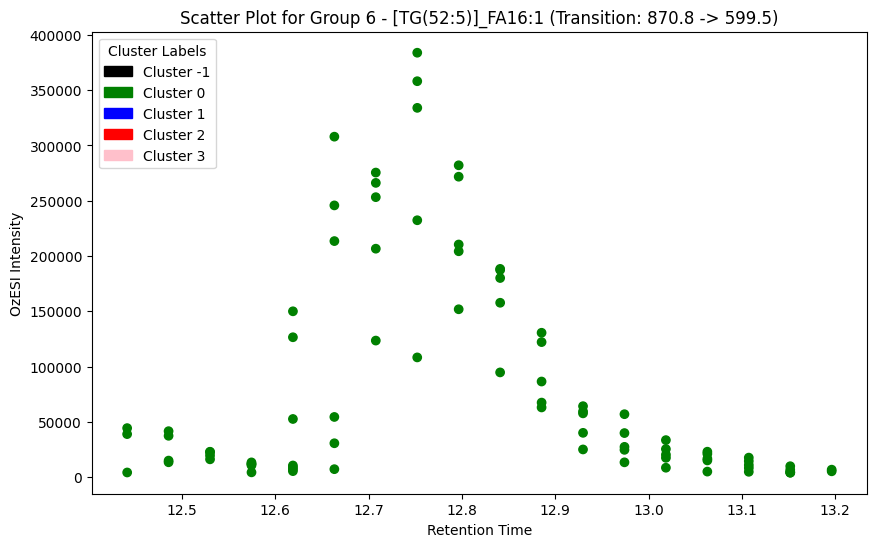 Scatter Plot for Group 6 - [TG(52:5)]_FA16:1 (Transition: 870.8 -> 599.5)
Cluster Labels
Cluster -1
Cluster 0
Cluster 1
Cluster 2
Cluster 3
OzESI Intensity
400000
350000
300000
250000
200000
150000
100000
50000
0
12.5 12.6 12.7 12.8 12.9 13.0 13.1 13.2
Retention Time